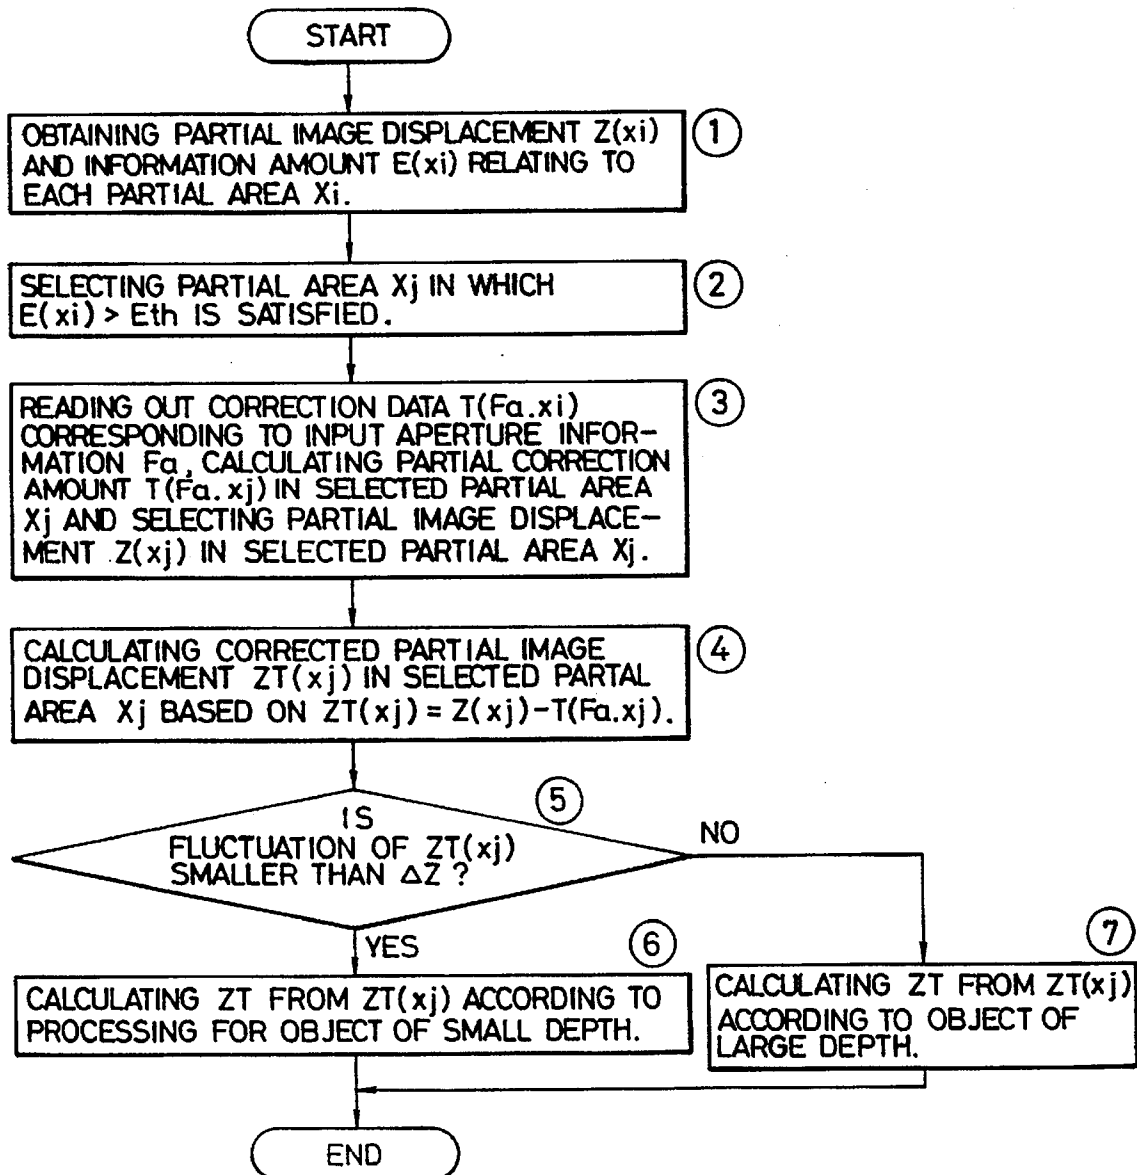 START
OBTAINING PARTIAL IMAGE DISPLACEMENT Z(xi)
AND INFORMATION AMOUNT E(xi) RELATING TO
EACH PARTIAL AREA Xi.
1
SELECTING PARTIAL AREA Xj IN WHICH
E(xi) > Eth IS SATISFIED.
2
READING OUT CORRECTION DATA T(Fa.xi)
CORRESPONDING TO INPUT APERTURE INFOR-
MATION Fa, CALCULATING PARTIAL CORRECTION
AMOUNT T(Fa.xj) IN SELECTED PARTIAL AREA
Xj AND SELECTING PARTIAL IMAGE DISPLACE-
MENT Z(xj) IN SELECTED PARTIAL AREA Xj.
3
CALCULATING CORRECTED PARTIAL IMAGE
DISPLACEMENT ZT(xj) IN SELECTED PARTAL
AREA Xj BASED ON ZT(xj) = Z(xj)-T(Fa.xj).
4
IS
FLUCTUATION OF ZT(xj)
SMALLER THAN ΔZ ?
5
NO
YES
6
CALCULATING ZT FROM ZT(xj) ACCORDING TO
PROCESSING FOR OBJECT OF SMALL DEPTH.
7
CALCULATING ZT FROM ZT(xj)
ACCORDING TO OBJECT OF
LARGE DEPTH.
END